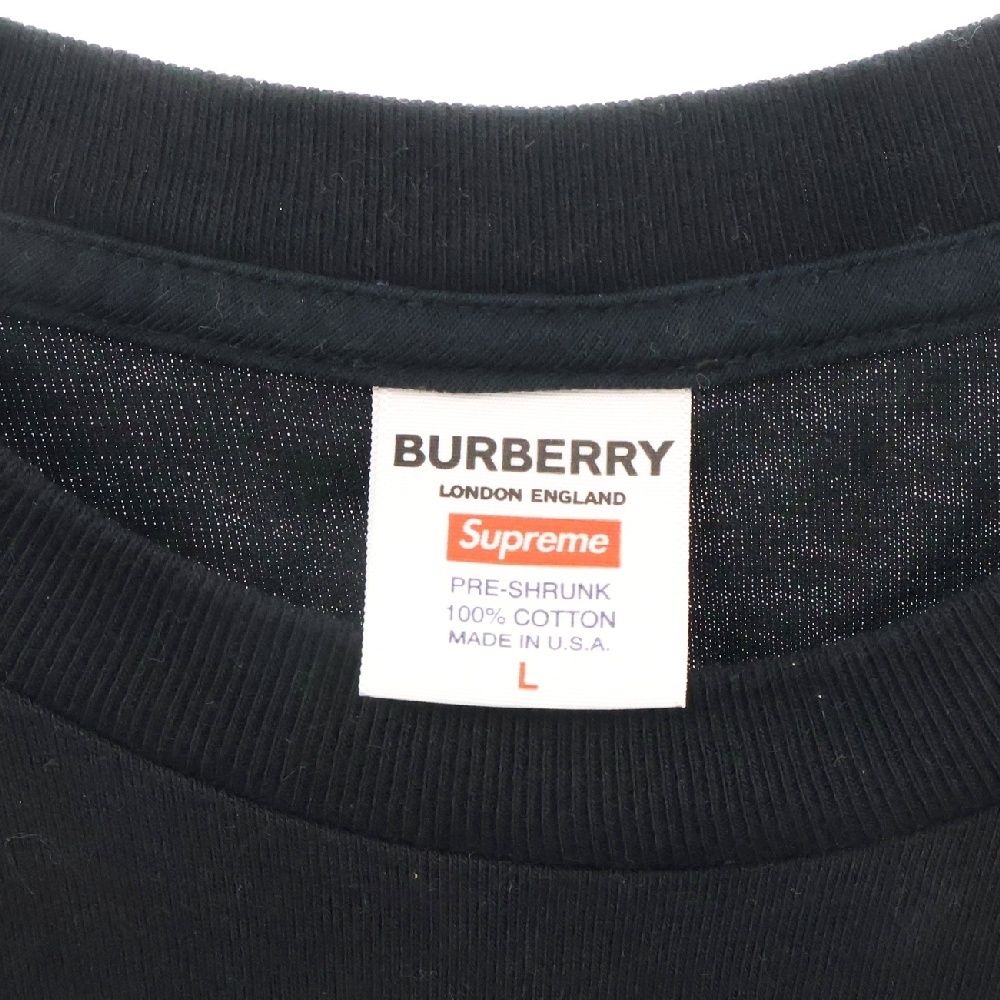 BURBERRY
LONDON ENGLAND
Supreme
PRE-SHRUNK
100% COTTON
MADE IN U.S.A.
L